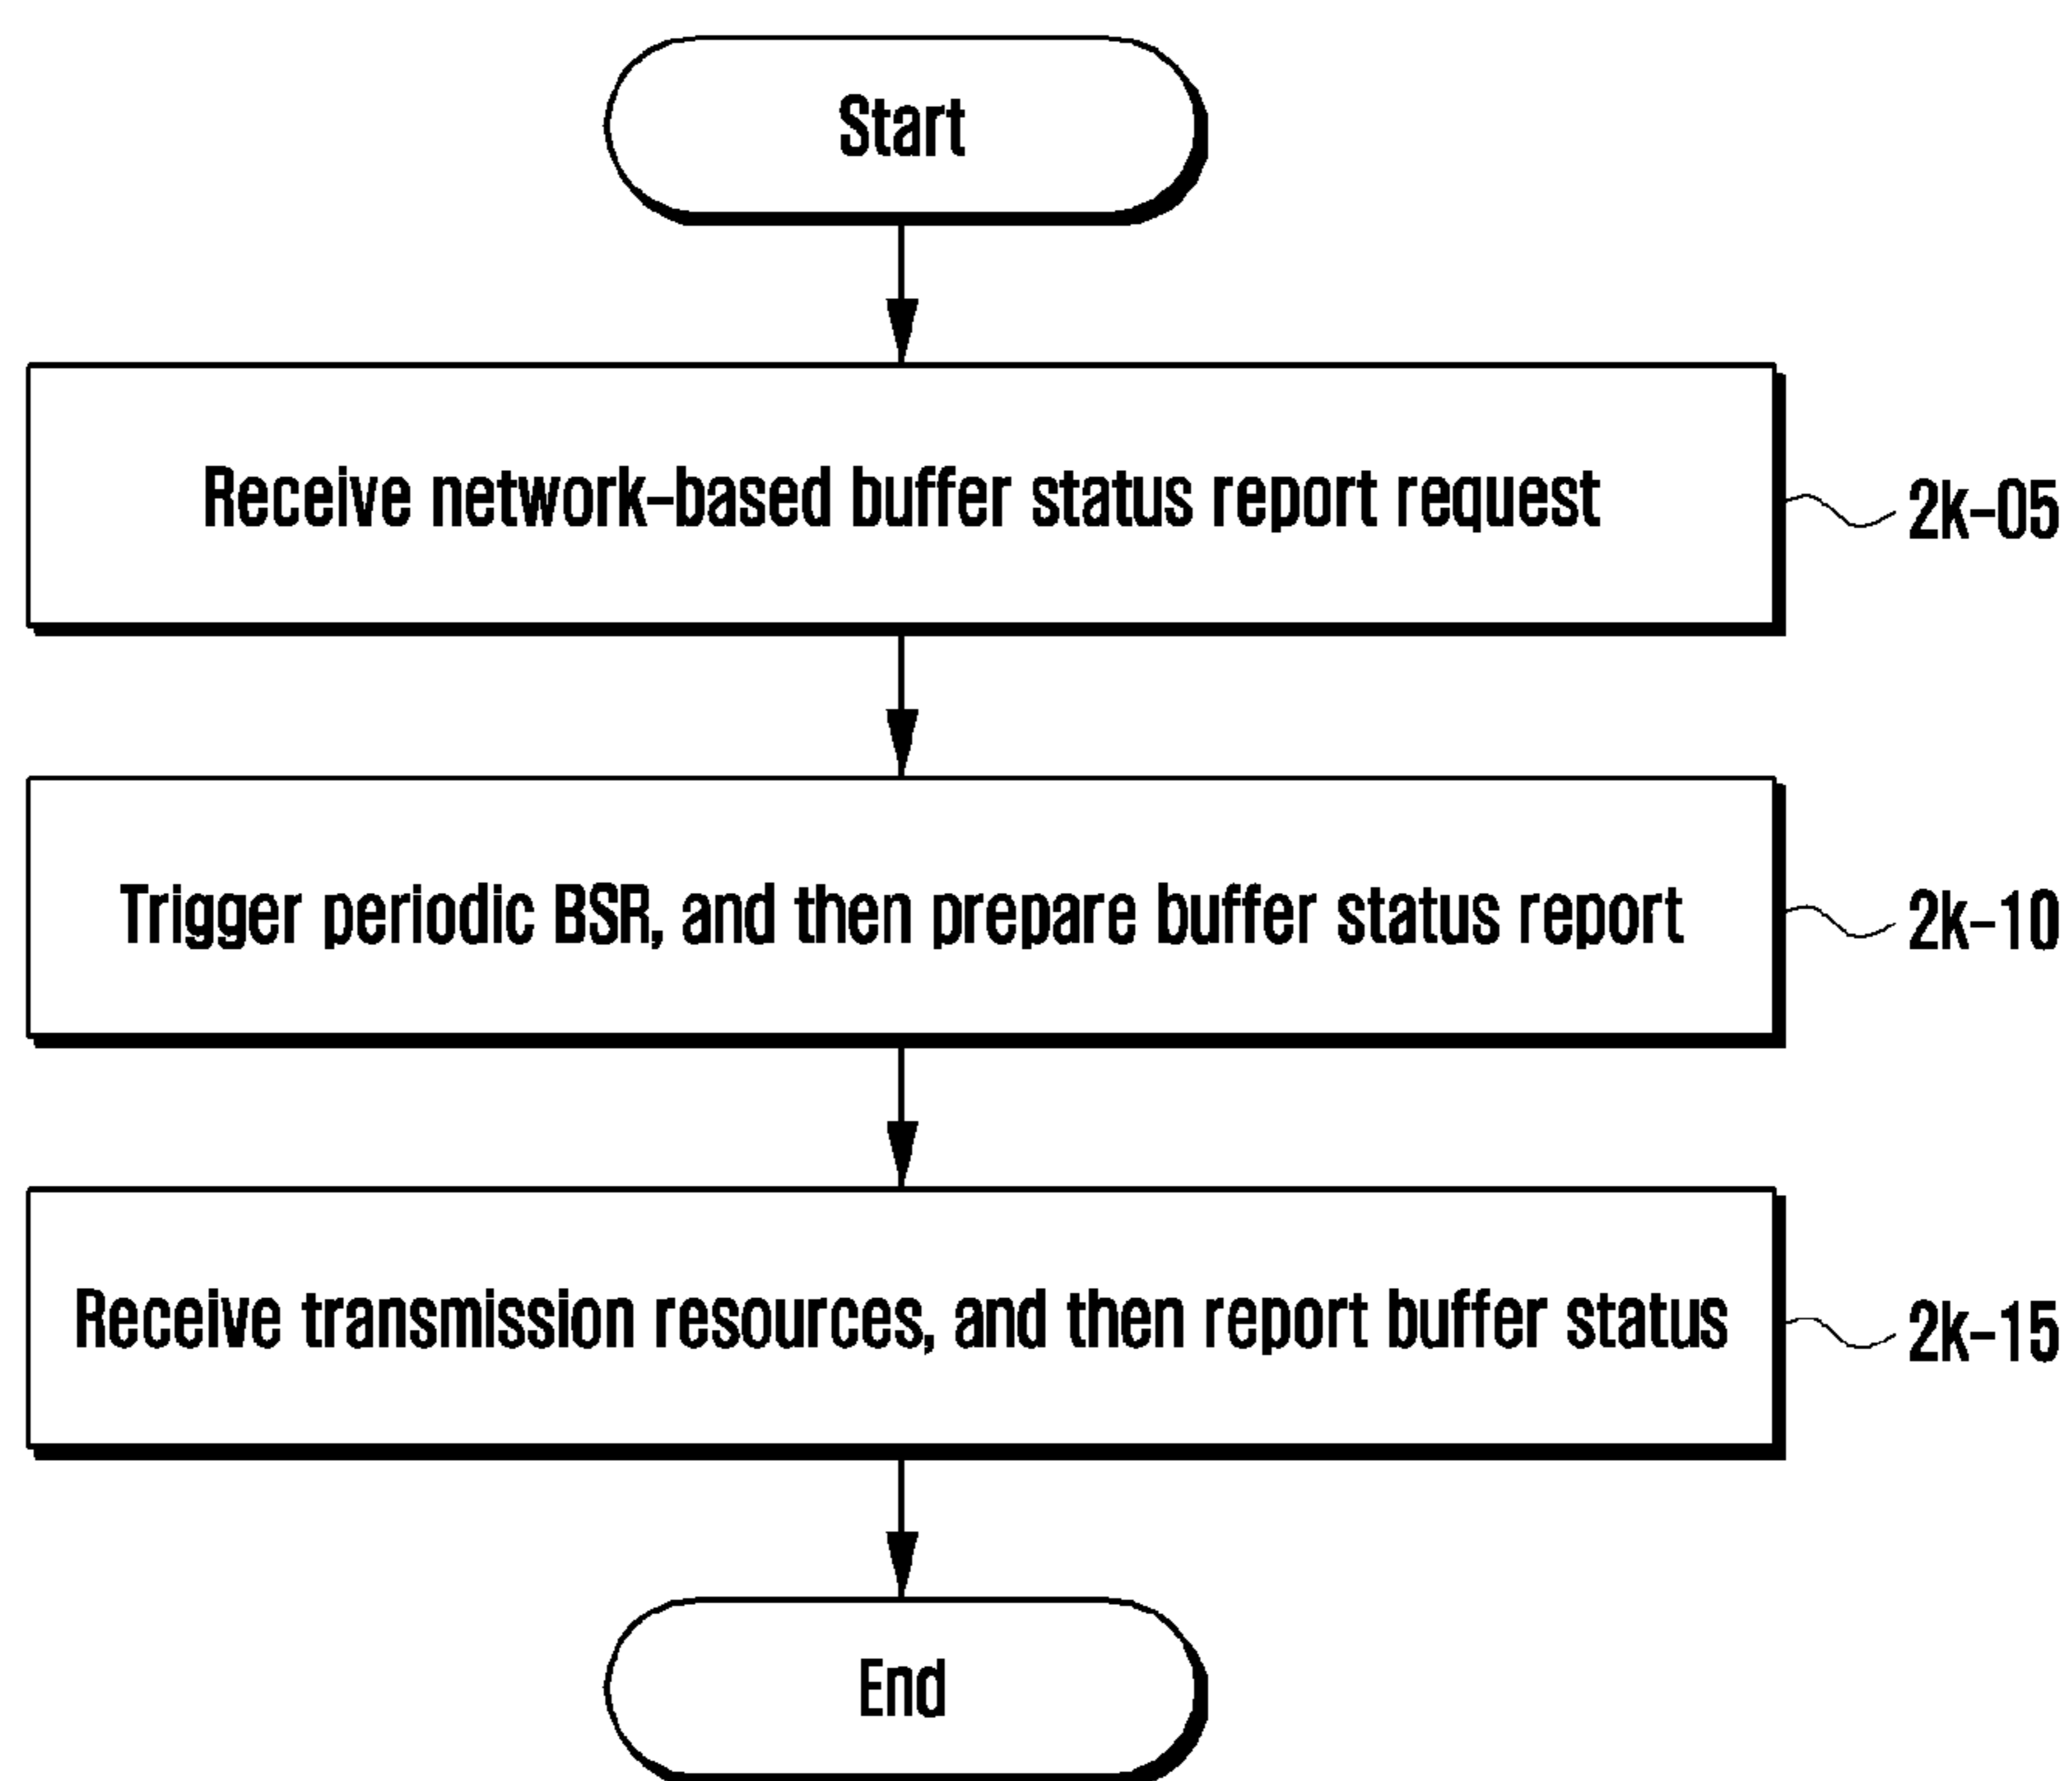 Start
Receive network-based buffer status report request
2k-05
Trigger periodic BSR, and then prepare buffer status report
2k-10
Receive transmission resources, and then report buffer status
2k-15
End